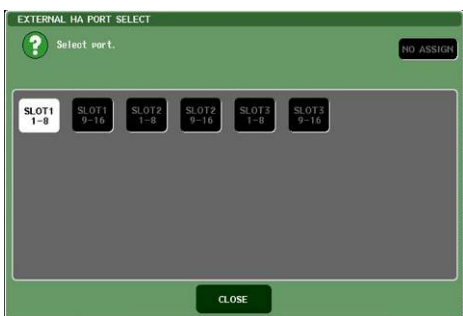 EXTERNAL HA PORT SELECT
?
Select port.
NO ASSIGN
SLOT1 SLOT1 SLOT2 SLOT2 SLOT3 SLOT3
1-8 9-16 1-8 9-16 1-8 9-16
CLOSE